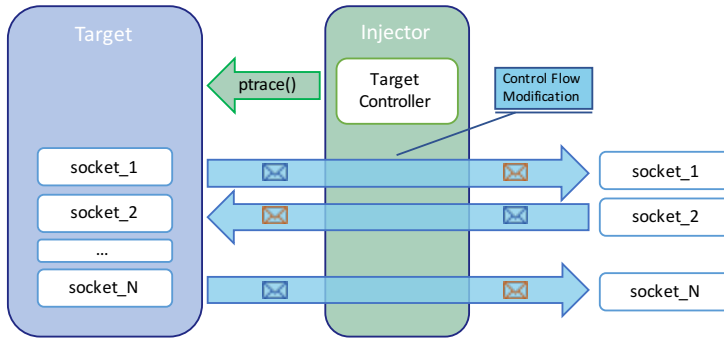 Target
Injector
ptrace()
Target
Controller
Control Flow
Modification
socket_1
socket_1
socket_2
socket_2
...
socket_N
socket_N